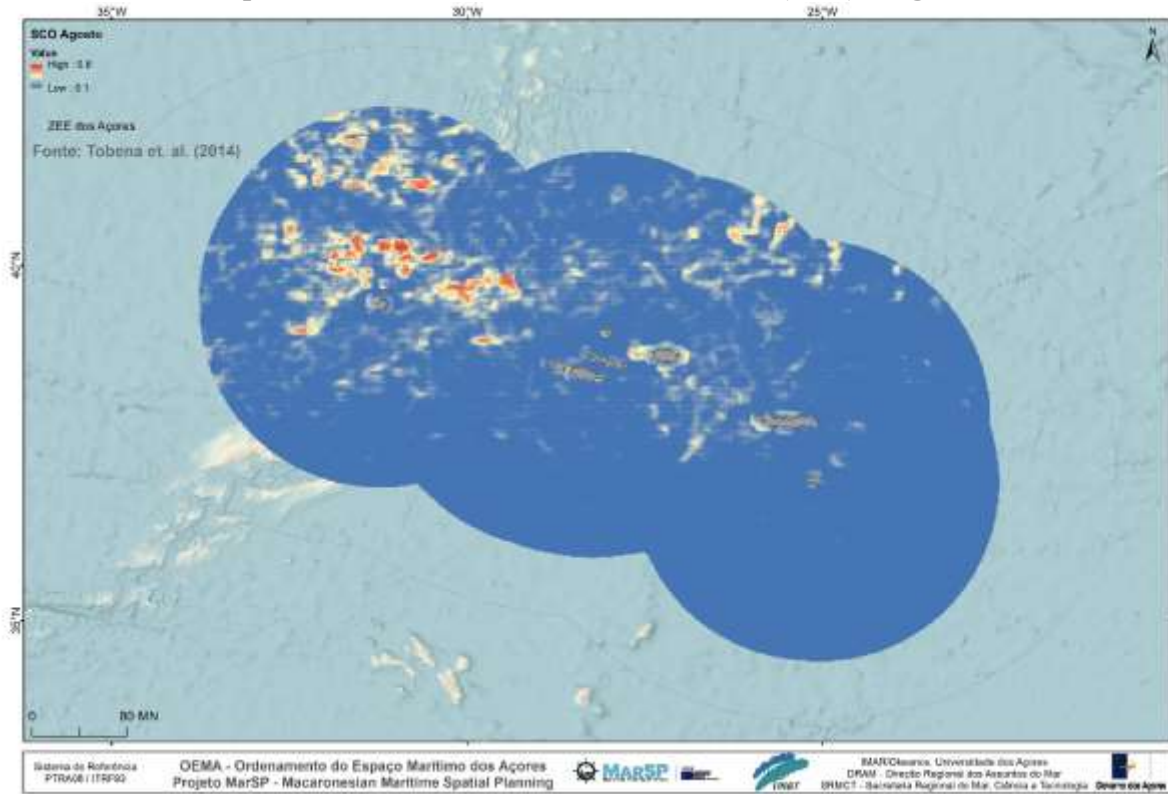 35°W 30°W 25°W
SCO Agosto
Value
High : 0.8
Low : 0.1
ZEE dos Açores
Fonte: Tobena et. al. (2014)
N
40°N
35°N
0 80 MN
Sistema de Referência
PTRA08 / ITRF93
OEMA - Ordenamento do Espaço Marítimo dos Açores
Projeto MarSP - Macaronesian Maritime Spatial Planning
MARSP
IMAR
IMAR/Okeanos, Universidade dos Açores
DRAM - Direção Regional dos Assuntos do Mar
SRMCT - Secretaria Regional do Mar, Ciência e Tecnologia
Governo dos Açores